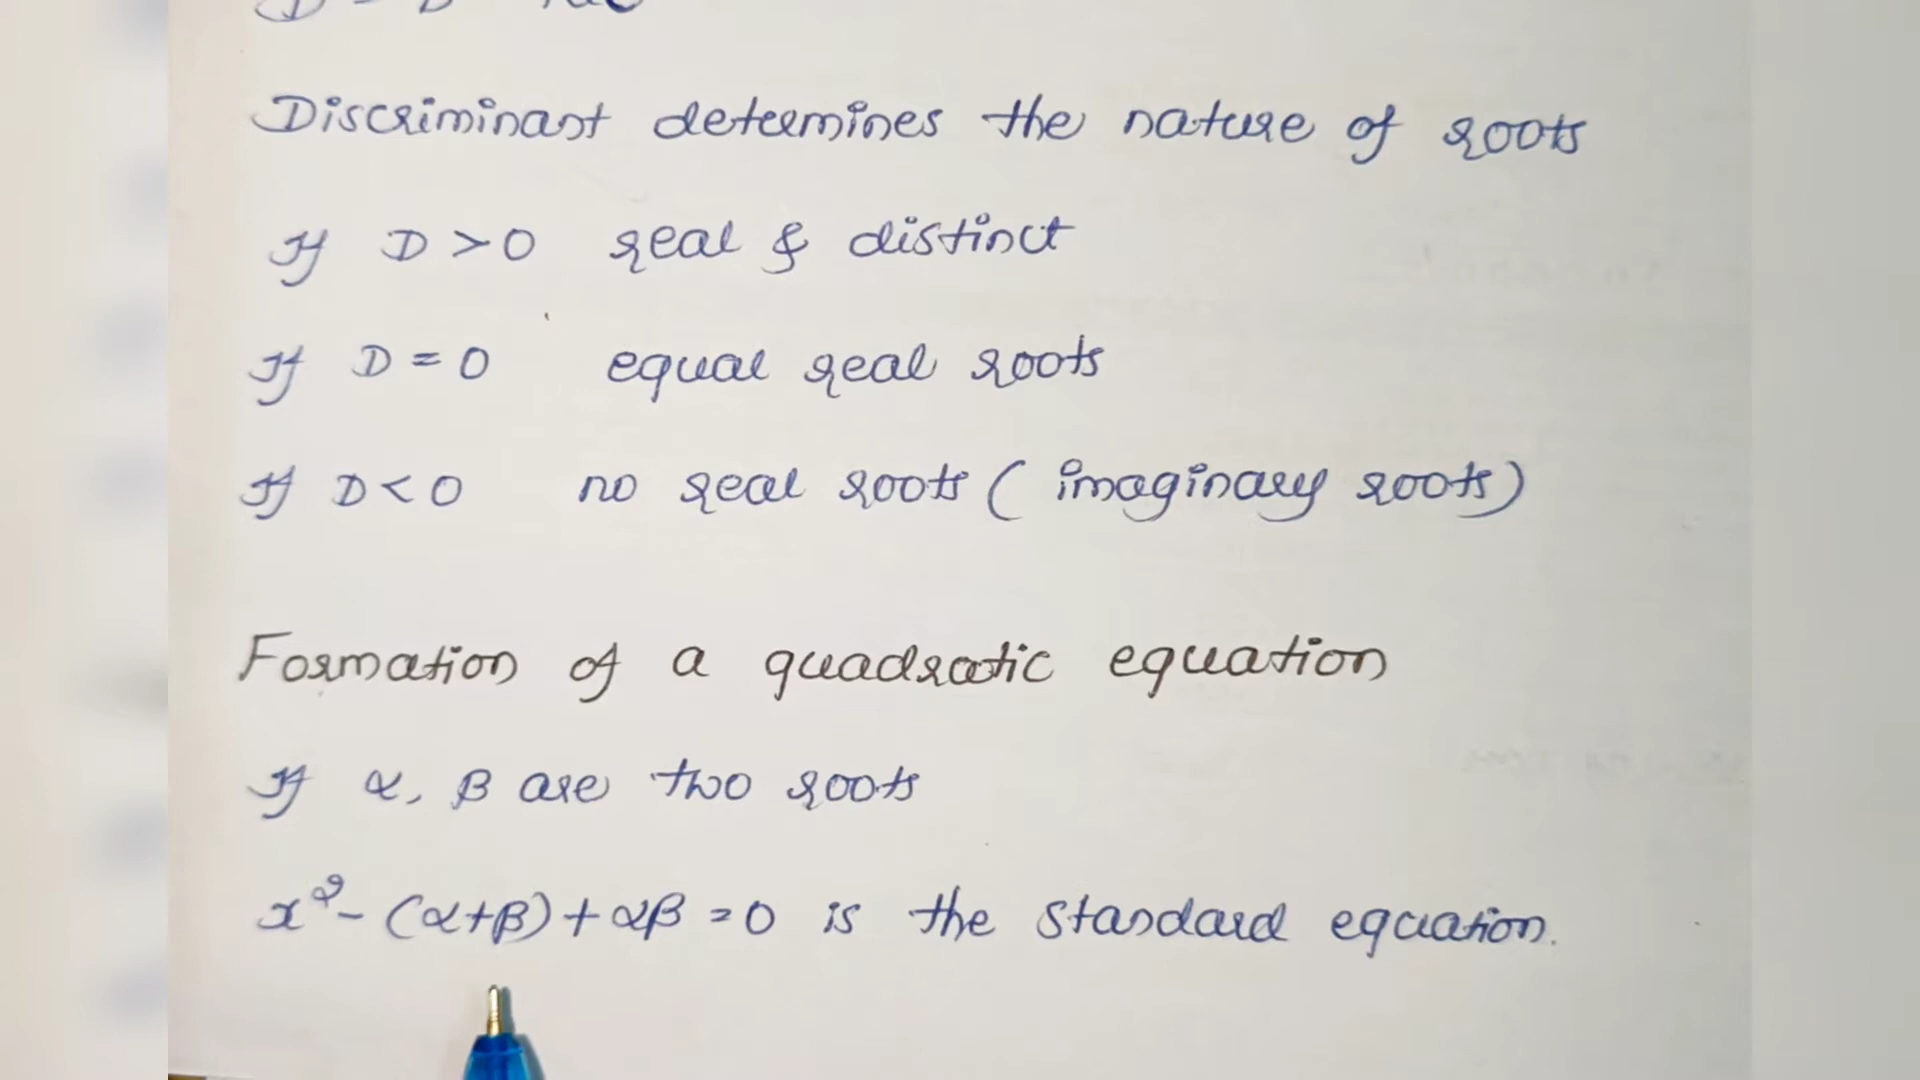 Discriminant determines the nature of roots
If D > 0 real & distinct
If D = 0 equal real roots
If D < 0 no real roots ( imaginary roots )
Formation of a quadratic equation
If α, β are two roots
x² - (α+β) + αβ = 0 is the standard equation.